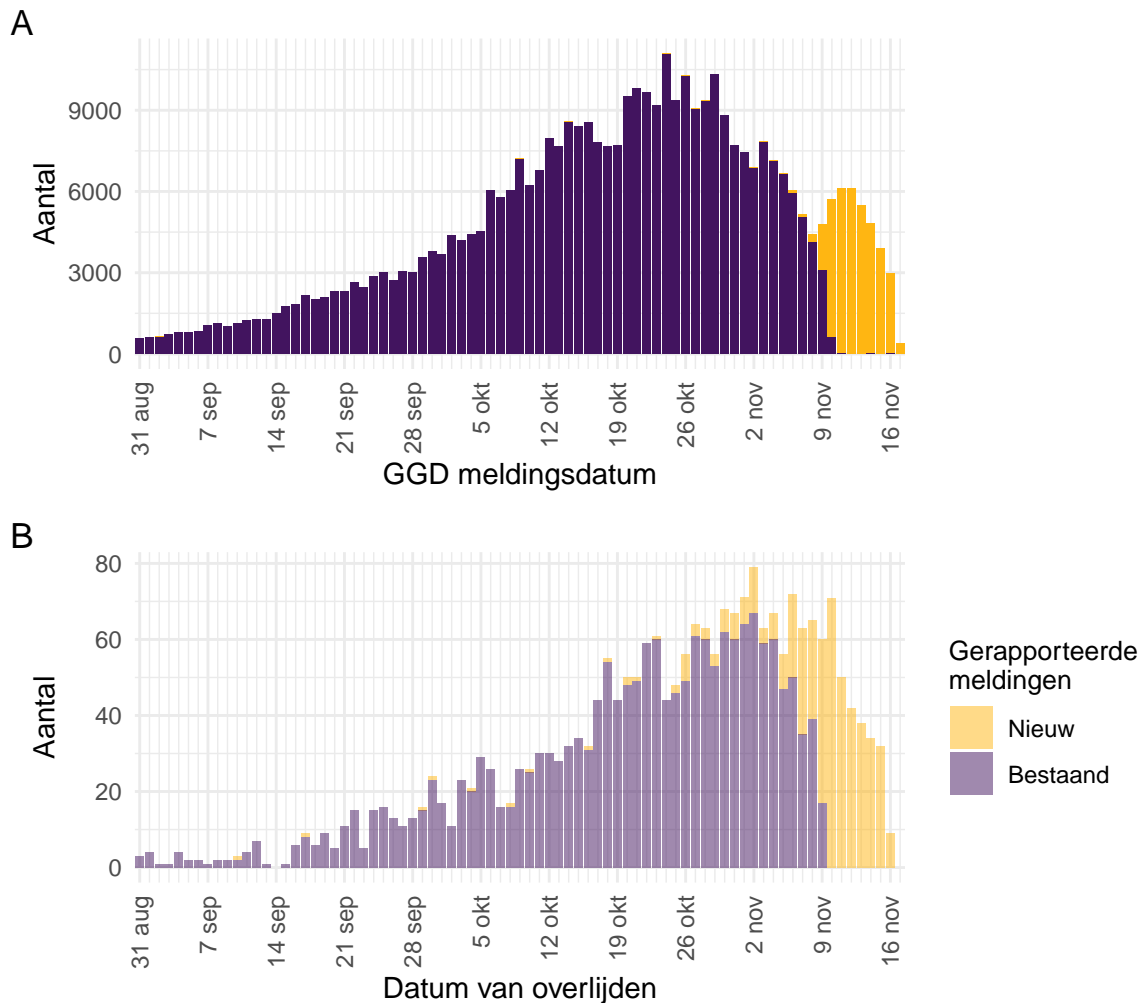 A
Aantal
9000
6000
3000
0
31 aug
7 sep
14 sep
21 sep
28 sep
5 okt
12 okt
19 okt
26 okt
2 nov
9 nov
16 nov
GGD meldingsdatum
B
Aantal
80
60
40
20
0
31 aug
7 sep
14 sep
21 sep
28 sep
5 okt
12 okt
19 okt
26 okt
2 nov
9 nov
16 nov
Datum van overlijden
Gerapporteerde
meldingen
Nieuw
Bestaand